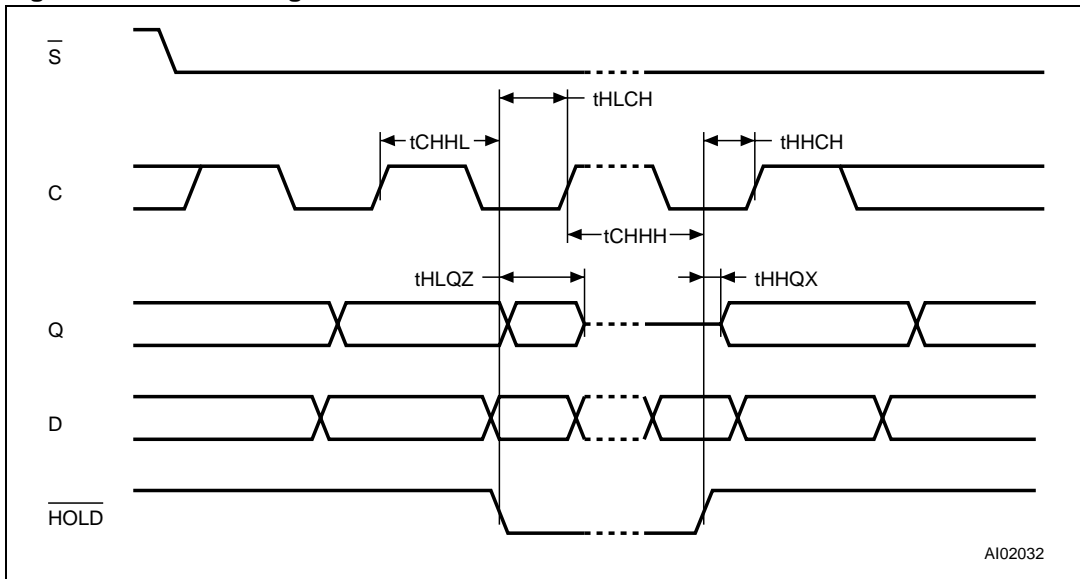 S
tHLCH
tCHHL
tHHCH
C
tCHHH
tHLQZ
tHHQX
Q
D
HOLD
AI02032